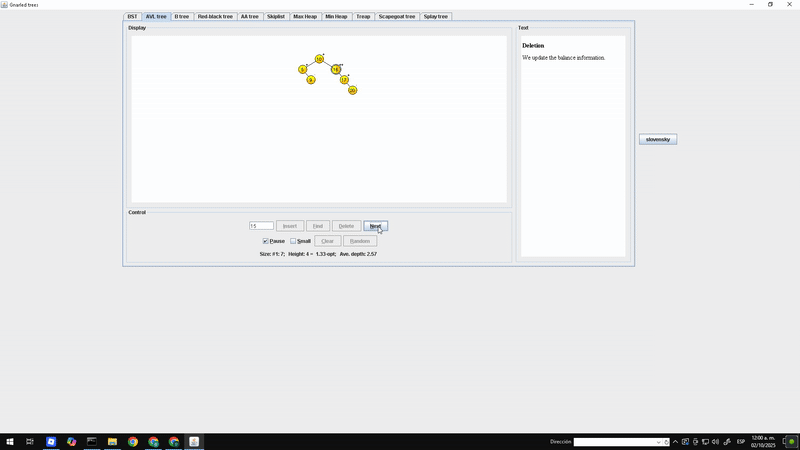 Gnarled trees
BST AVL tree B tree Red-black tree AA tree Skiplist Max Heap Min Heap Treap Scapegoat tree Splay tree
Display
Text
Deletion
We update the balance information.
10
17
20
slovensky
Control
15 Insert Find Delete Next
Pause Small Clear Random
Size: #1: 7; Height: 4 = 1.33·opt; Ave. depth: 2.57
Dirección
ESP
12:00 a. m.
02/10/2025